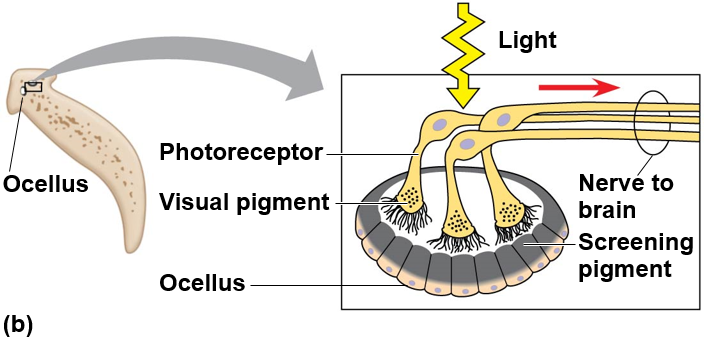 Light
Photoreceptor
Ocellus
Visual pigment
Nerve to
brain
Screening
pigment
Ocellus
(b)